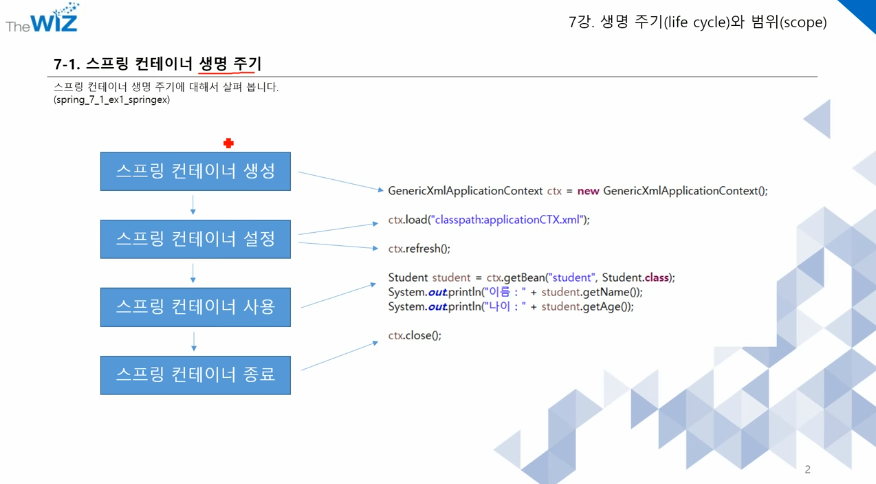 The WIZ
7강. 생명 주기(life cycle)와 범위(scope)
7-1. 스프링 컨테이너 생명 주기
스프링 컨테이너 생명 주기에 대해서 살펴 봅니다.
(spring_7_1_ex1_springex)
스프링 컨테이너 생성
GenericXmlApplicationContext ctx = new GenericXmlApplicationContext();
스프링 컨테이너 설정
ctx.load("classpath:applicationCTX.xml");
ctx.refresh();
스프링 컨테이너 사용
Student student = ctx.getBean("student", Student.class);
System.out.println("이름 : " + student.getName());
System.out.println("나이 : " + student.getAge());
스프링 컨테이너 종료
ctx.close();
2